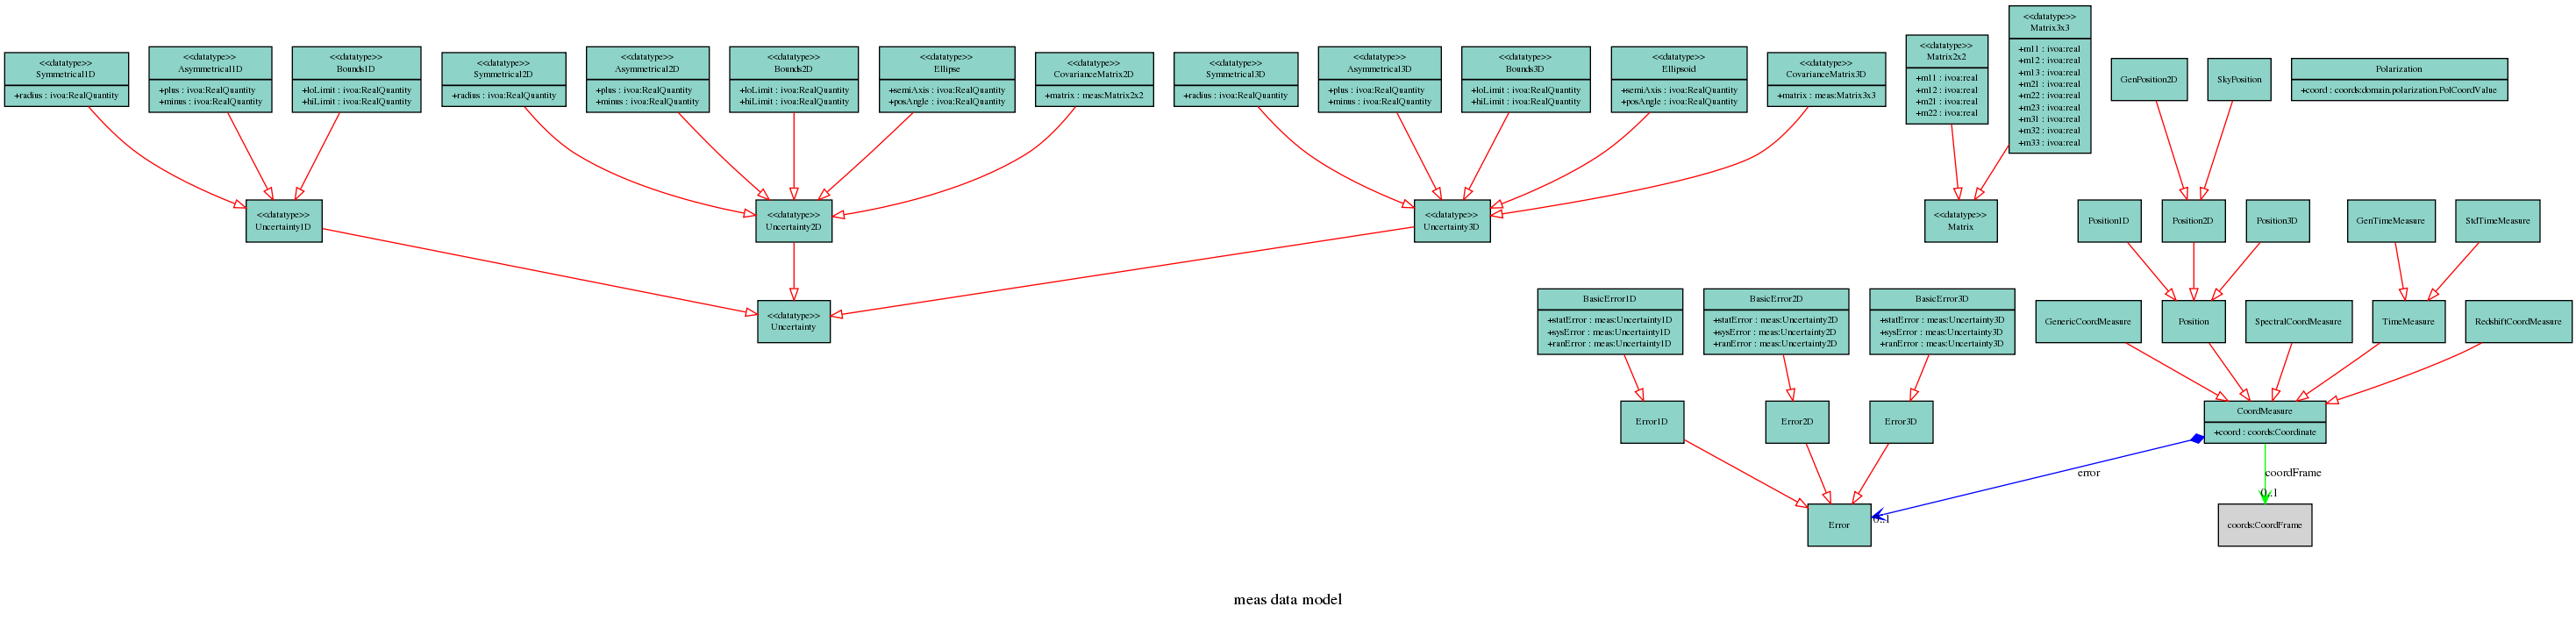 <<datatype>>
Symmetrical1D
+radius : ivoa:RealQuantity
<<datatype>>
Asymmetrical1D
+plus : ivoa:RealQuantity
+minus : ivoa:RealQuantity
<<datatype>>
Bounds1D
+loLimit : ivoa:RealQuantity
+hiLimit : ivoa:RealQuantity
<<datatype>>
Symmetrical2D
+radius : ivoa:RealQuantity
<<datatype>>
Asymmetrical2D
+plus : ivoa:RealQuantity
+minus : ivoa:RealQuantity
<<datatype>>
Bounds2D
+loLimit : ivoa:RealQuantity
+hiLimit : ivoa:RealQuantity
<<datatype>>
Ellipse
+semiAxis : ivoa:RealQuantity
+posAngle : ivoa:RealQuantity
<<datatype>>
CovarianceMatrix2D
+matrix : meas:Matrix2x2
<<datatype>>
Symmetrical3D
+radius : ivoa:RealQuantity
<<datatype>>
Asymmetrical3D
+plus : ivoa:RealQuantity
+minus : ivoa:RealQuantity
<<datatype>>
Bounds3D
+loLimit : ivoa:RealQuantity
+hiLimit : ivoa:RealQuantity
<<datatype>>
Ellipsoid
+semiAxis : ivoa:RealQuantity
+posAngle : ivoa:RealQuantity
<<datatype>>
CovarianceMatrix3D
+matrix : meas:Matrix3x3
<<datatype>>
Matrix2x2
+m11 : ivoa:real
+m12 : ivoa:real
+m21 : ivoa:real
+m22 : ivoa:real
<<datatype>>
Matrix3x3
+m11 : ivoa:real
+m12 : ivoa:real
+m13 : ivoa:real
+m21 : ivoa:real
+m22 : ivoa:real
+m23 : ivoa:real
+m31 : ivoa:real
+m32 : ivoa:real
+m33 : ivoa:real
GenPosition2D
SkyPosition
Polarization
+coord : coords:domain.polarization.PolCoordValue
<<datatype>>
Uncertainty1D
<<datatype>>
Uncertainty2D
<<datatype>>
Uncertainty3D
<<datatype>>
Matrix
Position1D
Position2D
Position3D
GenTimeMeasure
StdTimeMeasure
<<datatype>>
Uncertainty
BasicError1D
+statError : meas:Uncertainty1D
+sysError : meas:Uncertainty1D
+ranError : meas:Uncertainty1D
BasicError2D
+statError : meas:Uncertainty2D
+sysError : meas:Uncertainty2D
+ranError : meas:Uncertainty2D
BasicError3D
+statError : meas:Uncertainty3D
+sysError : meas:Uncertainty3D
+ranError : meas:Uncertainty3D
GenericCoordMeasure
Position
SpectralCoordMeasure
TimeMeasure
RedshiftCoordMeasure
Error1D
Error2D
Error3D
CoordMeasure
+coord : coords:Coordinate
error
coordFrame
0..1
Error
0..1
coords:CoordFrame
meas data model